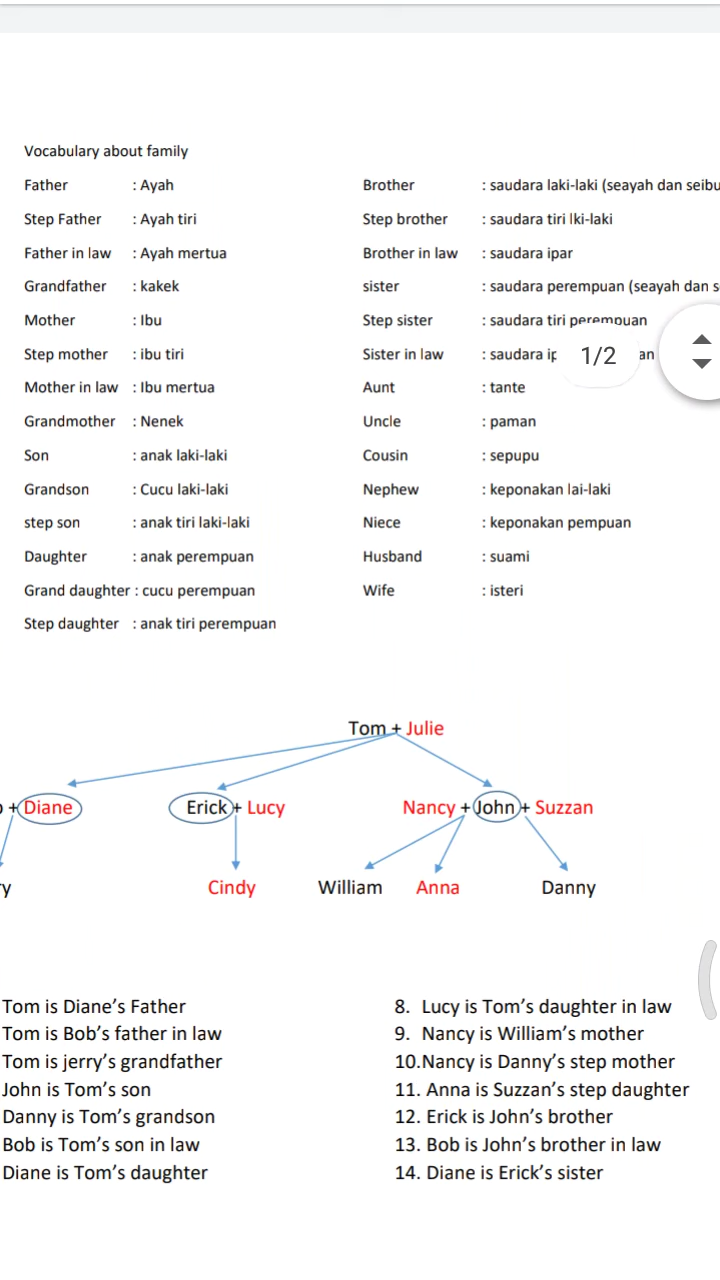 Vocabulary about family
Father : Ayah Brother : saudara laki-laki (seayah dan seibu
Step Father : Ayah tiri Step brother : saudara tiri lki-laki
Father in law : Ayah mertua Brother in law : saudara ipar
Grandfather : kakek sister : saudara perempuan (seayah dan s
Mother : Ibu Step sister : saudara tiri perempuan
Step mother : ibu tiri Sister in law : saudara ip 1/2 an
Mother in law : Ibu mertua Aunt : tante
Grandmother : Nenek Uncle : paman
Son : anak laki-laki Cousin : sepupu
Grandson : Cucu laki-laki Nephew : keponakan lai-laki
step son : anak tiri laki-laki Niece : keponakan pempuan
Daughter : anak perempuan Husband : suami
Grand daughter : cucu perempuan Wife : isteri
Step daughter : anak tiri perempuan
Tom + Julie
+ Diane Erick + Lucy Nancy + John + Suzzan
y Cindy William Anna Danny
Tom is Diane’s Father 8. Lucy is Tom’s daughter in law
Tom is Bob’s father in law 9. Nancy is William’s mother
Tom is jerry’s grandfather 10.Nancy is Danny’s step mother
John is Tom’s son 11. Anna is Suzzan’s step daughter
Danny is Tom’s grandson 12. Erick is John’s brother
Bob is Tom’s son in law 13. Bob is John’s brother in law
Diane is Tom’s daughter 14. Diane is Erick’s sister